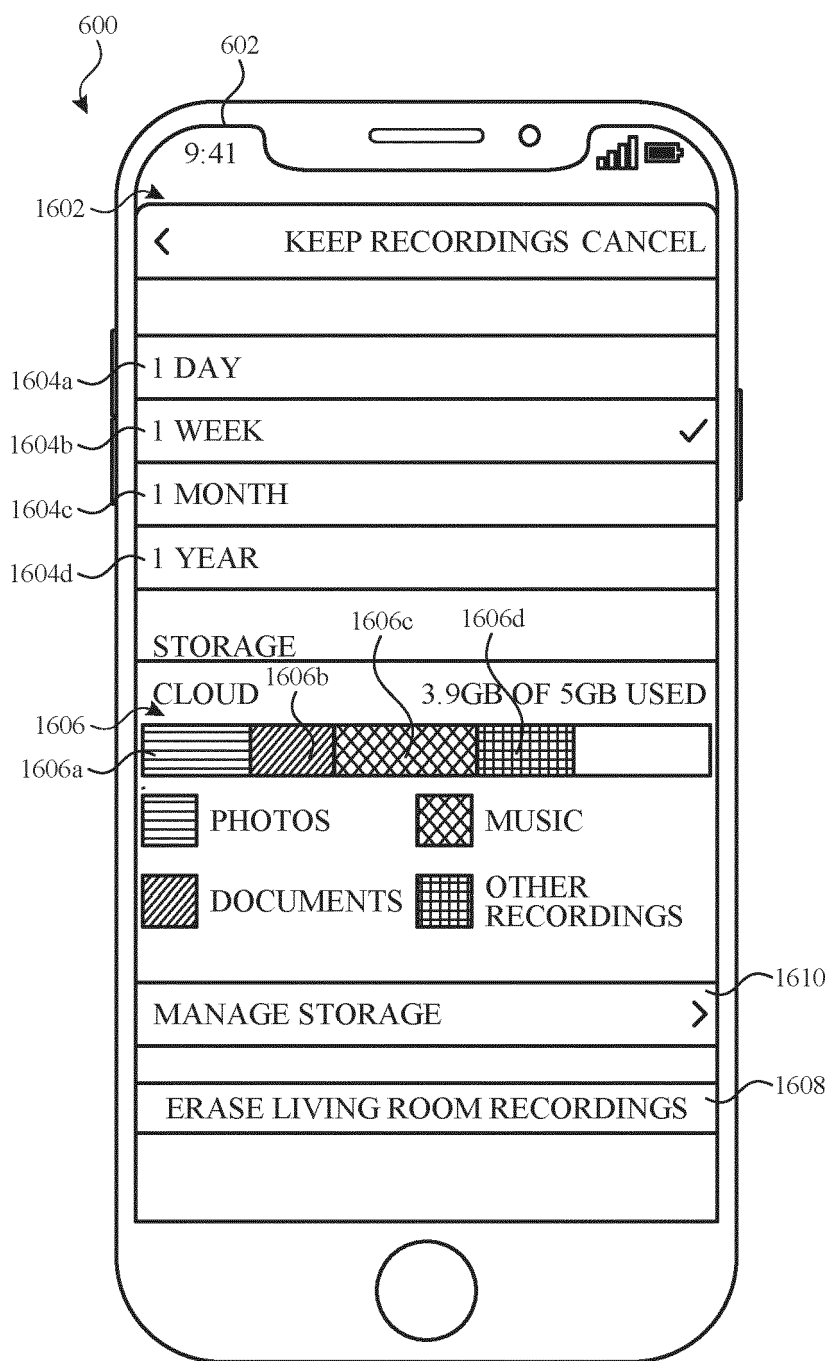 600
602
9:41
1602
KEEP RECORDINGS CANCEL
1604a
1 DAY
1604b
1 WEEK
1604c
1 MONTH
1604d
1 YEAR
STORAGE
1606c
1606d
CLOUD
1606b
3.9GB OF 5GB USED
1606
1606a
PHOTOS
MUSIC
DOCUMENTS
OTHER
RECORDINGS
1610
MANAGE STORAGE
1608
ERASE LIVING ROOM RECORDINGS